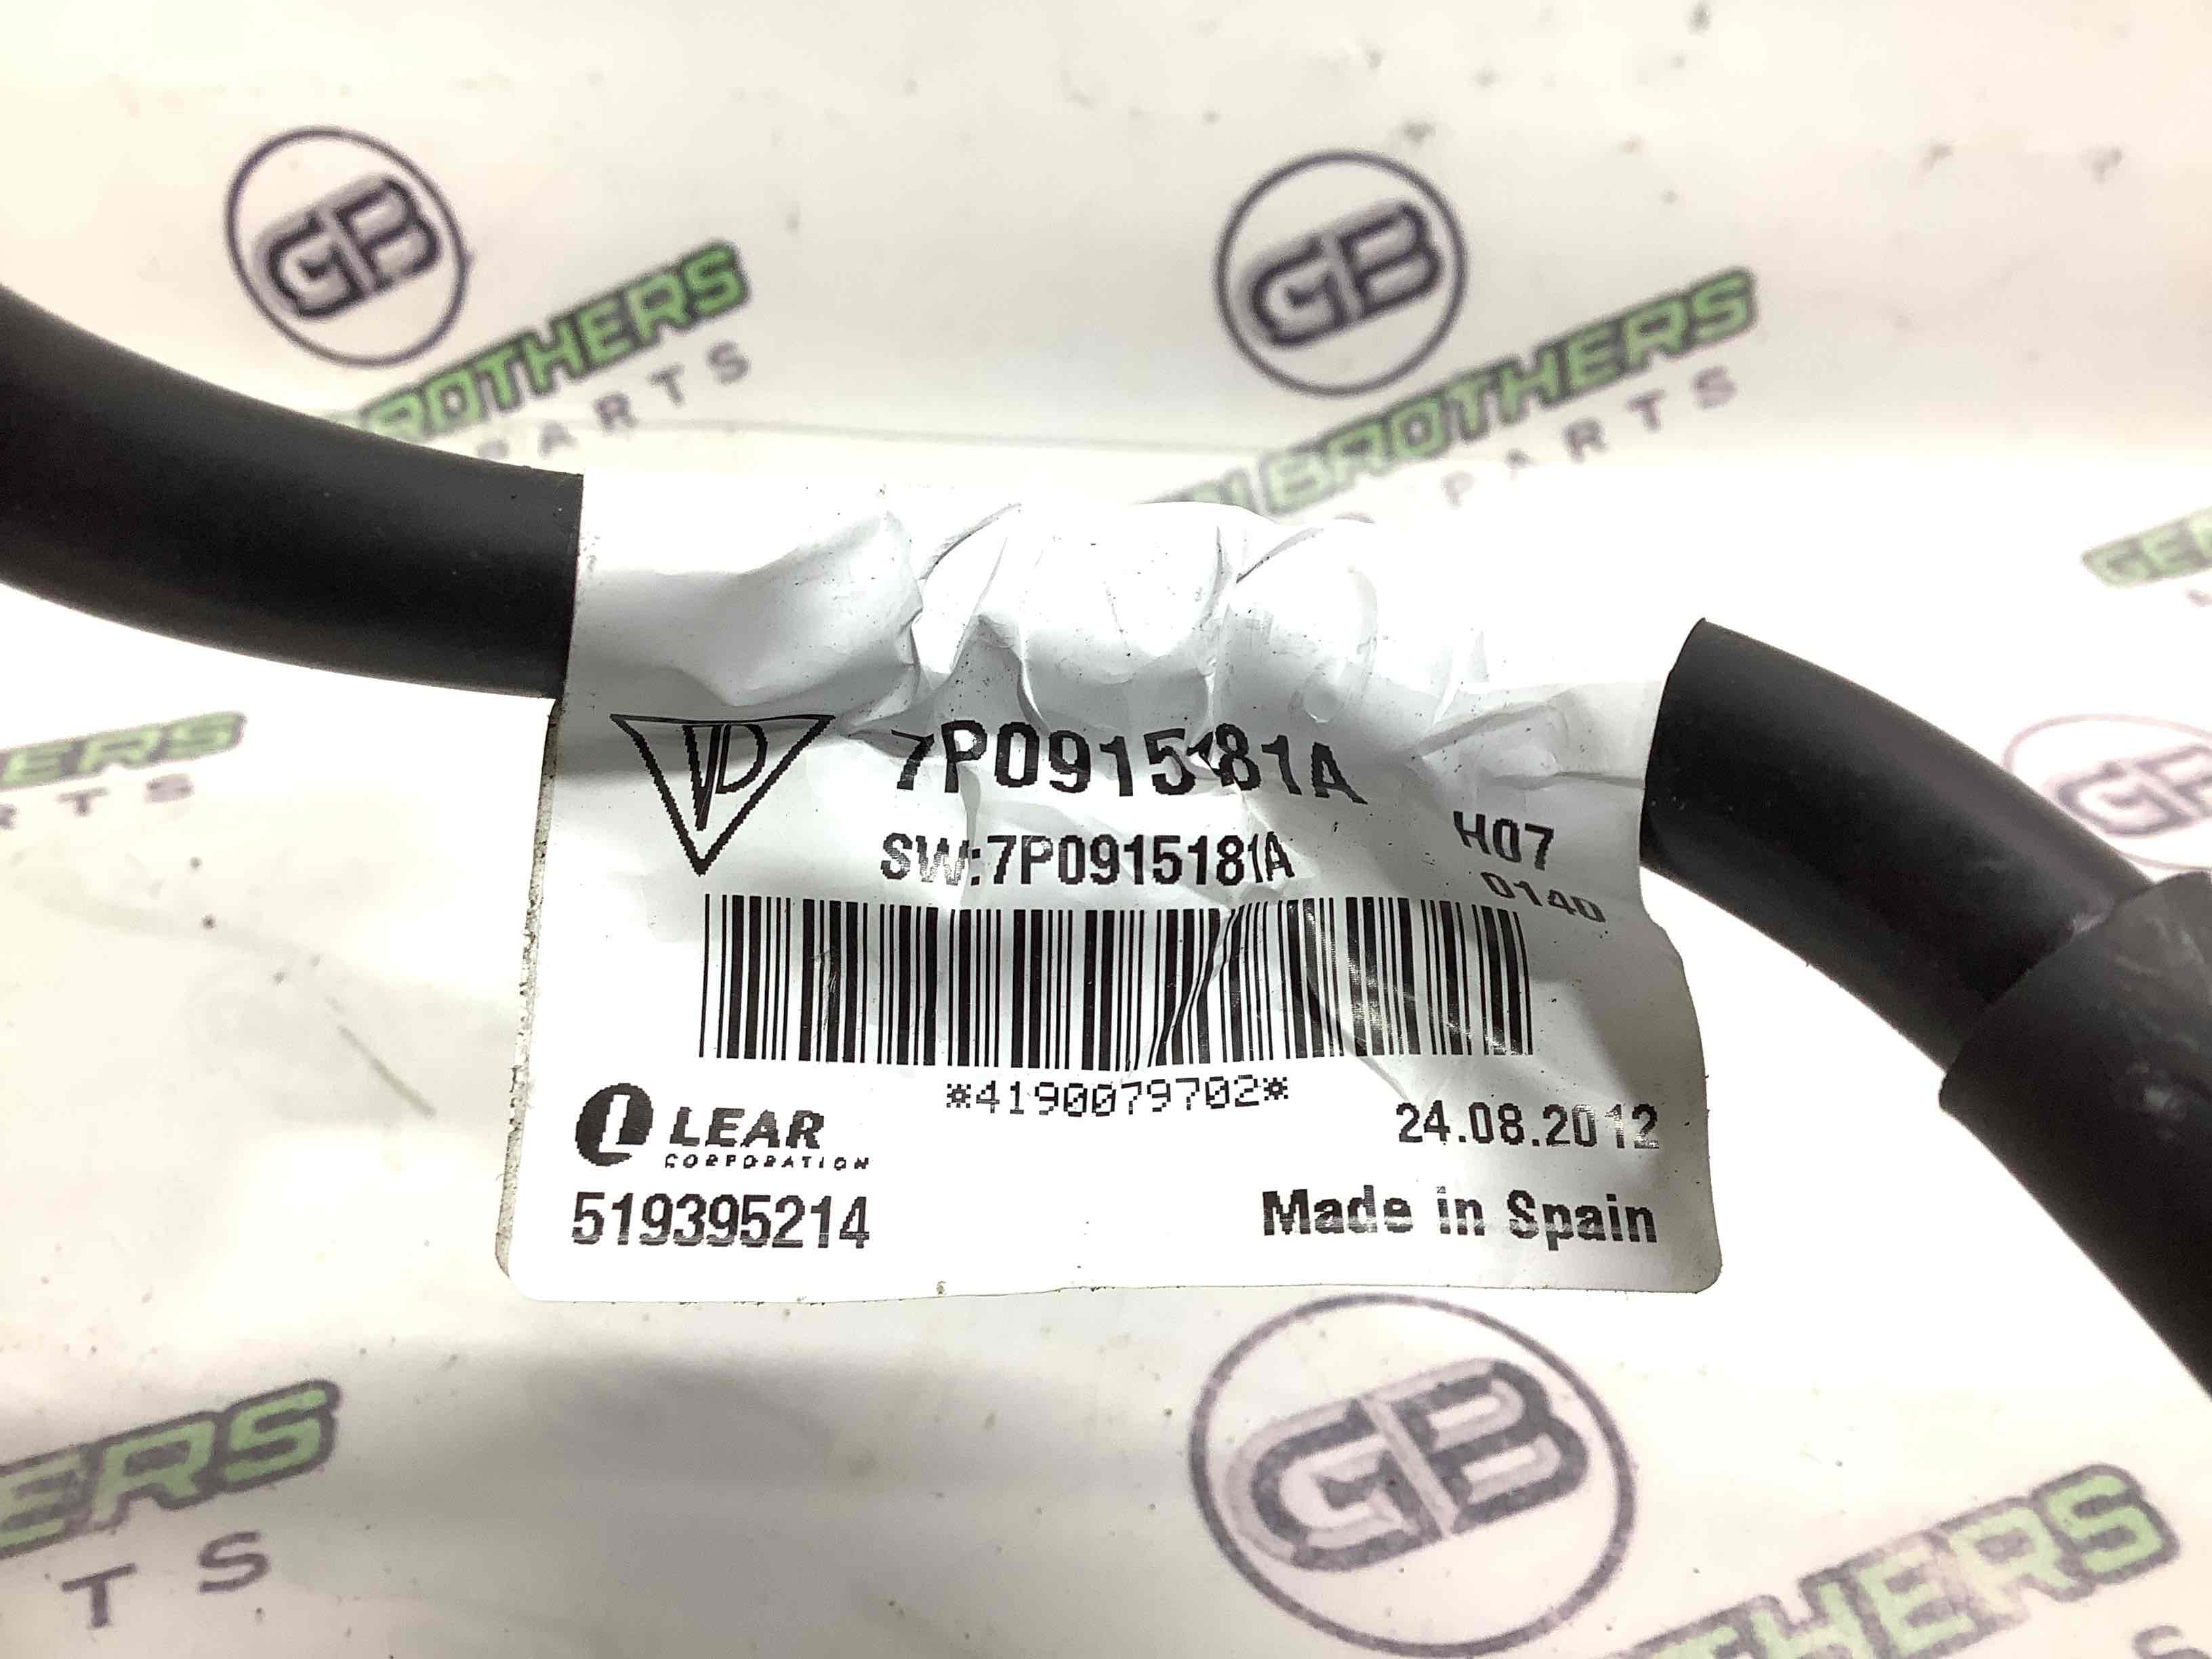 GB
BROTHERS
PARTS
GB
BROTHERS
PARTS
7P0915181A
SW:7P0915181A
H07
0140
*4190079702*
LEAR
CORPORATION
24.08.2012
519395214
Made in Spain
GB
GB